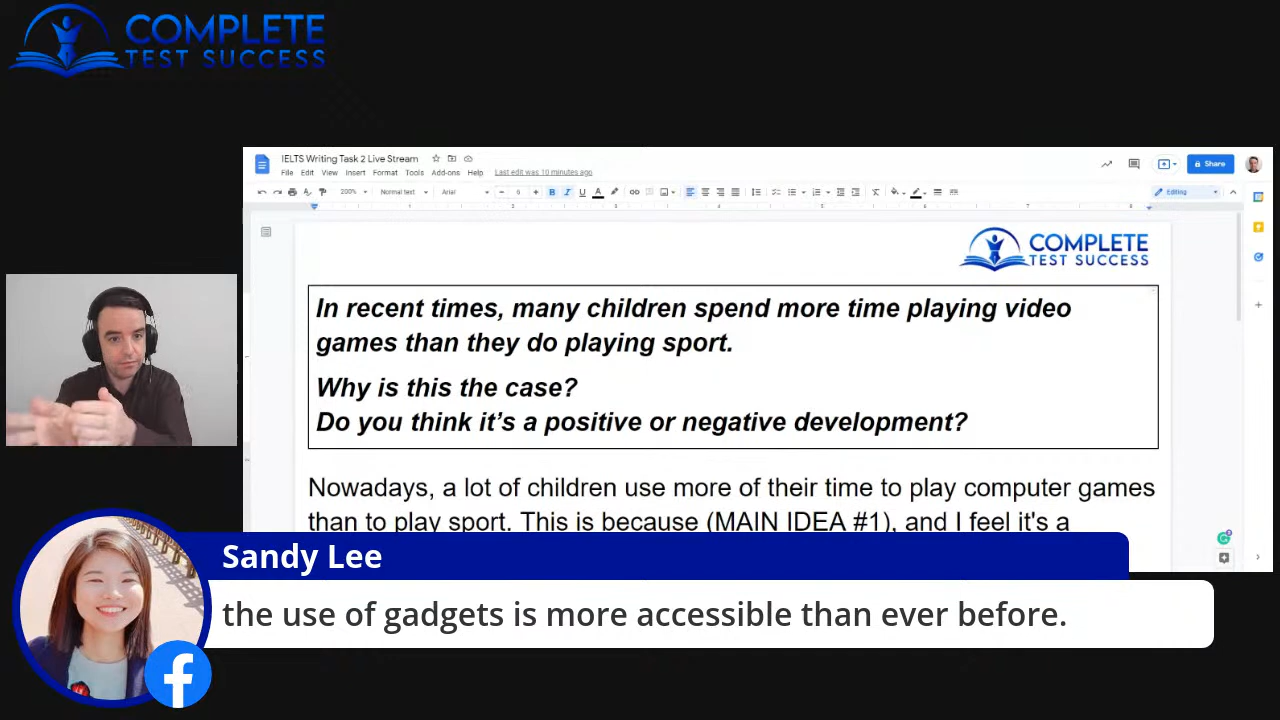 COMPLETE
TEST SUCCESS
IELTS Writing Task 2 Live Stream
File Edit View Insert Format Tools Add-ons Help Last edit was 10 minutes ago
Share
200% Normal text Arial Editing
COMPLETE
TEST SUCCESS
In recent times, many children spend more time playing video
games than they do playing sport.
Why is this the case?
Do you think it's a positive or negative development?
Nowadays, a lot of children use more of their time to play computer games
than to play sport. This is because (MAIN IDEA #1), and I feel it's a
Sandy Lee
the use of gadgets is more accessible than ever before.